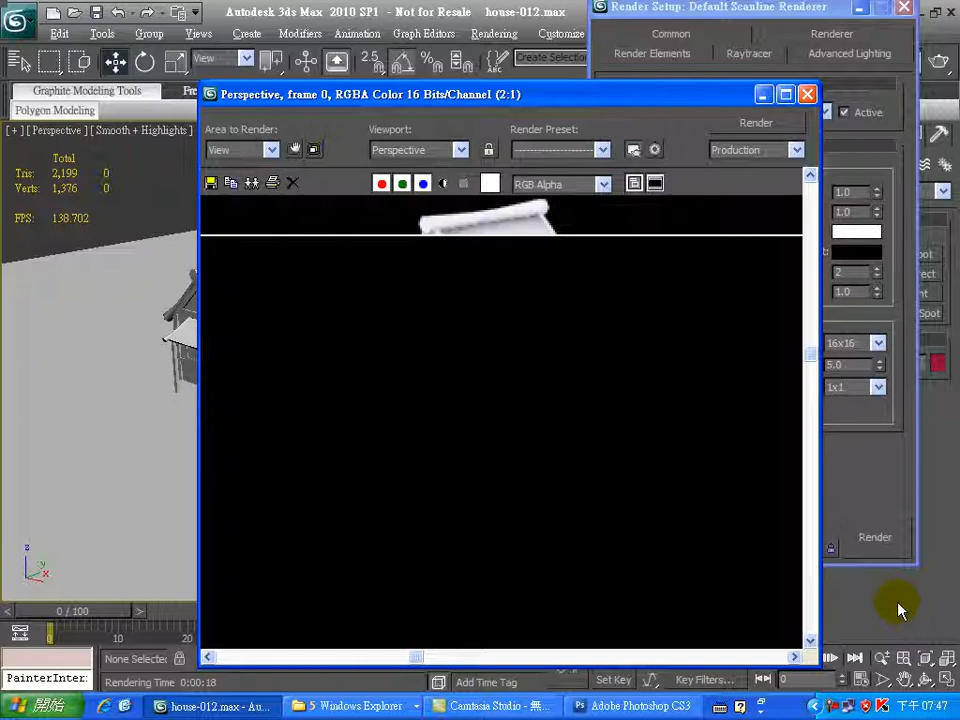 Autodesk 3ds Max 2010 SP1 - Not for Resale house-012.max
Render Setup: Default Scanline Renderer
Edit Tools Group Views Create Modifiers Animation Graph Editors Rendering Customize
Common Renderer
Render Elements Raytracer Advanced Lighting
View
2.5
Create Selection
Graphite Modeling Tools
Polygon Modeling
Perspective, frame 0, RGBA Color 16 Bits/Channel (2:1)
Active
[ + ] [ Perspective ] [ Smooth + Highlights ]
Area to Render: Viewport: Render Preset: Render
View Perspective Production
Total
Tris: 2,199 0
Verts: 1,376 0
FPS: 138.702
RGB Alpha
1.0
1.0
2
1.0
Spot
16x16
5.0
1x1
Render
z
y
x
0 / 100
0 10 20
None Selected
PainterInter
Rendering Time 0:00:18
Add Time Tag
Set Key Key Filters...
0
開始
house-012.max - Au...
5 Windows Explorer
Camtasia Studio - 無...
Adobe Photoshop CS3
下午 07:47